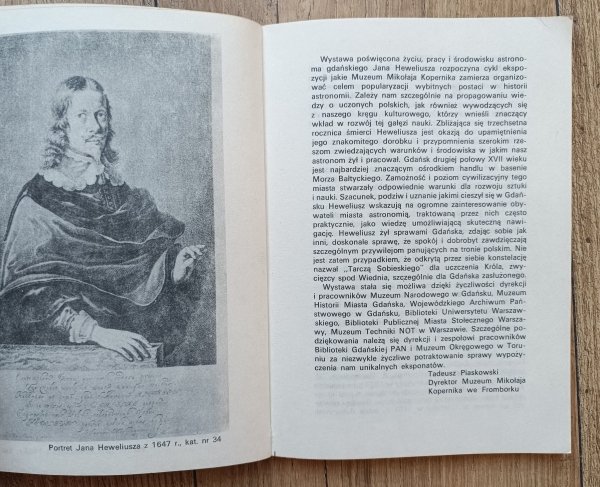 Portret Jana Heweliusza z 1647 r., kat. nr 34
Wystawa poświęcona życiu, pracy i środowisku astrono-
ma gdańskiego Jana Heweliusza rozpoczyna cykl ekspo-
zycji jakie Muzeum Mikołaja Kopernika zamierza organizo-
wać celem popularyzacji wybitnych postaci w historii
astronomii. Zależy nam szczególnie na propagowaniu wie-
dzy o uczonych polskich, jak również wywodzących się
z naszego kręgu kulturowego, którzy wnieśli znaczący
wkład w rozwój tej gałęzi nauki. Zbliżająca się trzechsetna
rocznica śmierci Heweliusza jest okazją do upamiętnienia
jego znakomitego dorobku i przypomnienia szerokim rze-
szom zwiedzających warunków i środowiska w jakim nasz
astronom żył i pracował. Gdańsk drugiej połowy XVII wieku
jest najbardziej znaczącym ośrodkiem handlu w basenie
Morza Bałtyckiego. Zamożność i poziom cywilizacyjny tego
miasta stwarzały odpowiednie warunki dla rozwoju sztuki
i nauki. Szacunek, podziw i uznanie jakimi cieszył się w Gdań-
sku Heweliusz wskazują na ogromne zainteresowanie oby-
wateli miasta astronomią, traktowaną przez nich często
praktycznie, jako wiedzę umożliwiającą skuteczną nawi-
gację. Heweliusz żył sprawami Gdańska, zdając sobie jak
inni, doskonale sprawę, że spokój i dobrobyt zawdzięczają
szczególnym przywilejom panujących na tronie polskim. Nie
jest zatem przypadkiem, że odkrytą przez siebie konstelację
nazwał „Tarczą Sobieskiego” dla uczczenia Króla, zwy-
cięzcy spod Wiednia, szczególnie dla Gdańska zasłużonego.
Wystawa stała się możliwa dzięki życzliwości dyrekcji
i pracowników Muzeum Narodowego w Gdańsku, Muzeum
Historii Miasta Gdańska, Wojewódzkiego Archiwum Pań-
stwowego w Gdańsku, Biblioteki Uniwersytetu Warszaw-
skiego, Biblioteki Publicznej Miasta Stołecznego Warsza-
wy, Muzeum Techniki NOT w Warszawie. Szczególne po-
dziękowania należą się dyrekcji i zespołowi pracowników
Biblioteki Gdańskiej PAN i Muzeum Okręgowego w Toru-
niu za niezwykle życzliwe potraktowanie sprawy wypoży-
czenia nam unikalnych eksponatów.
Tadeusz Piaskowski
Dyrektor Muzeum Mikołaja
Kopernika we Fromborku